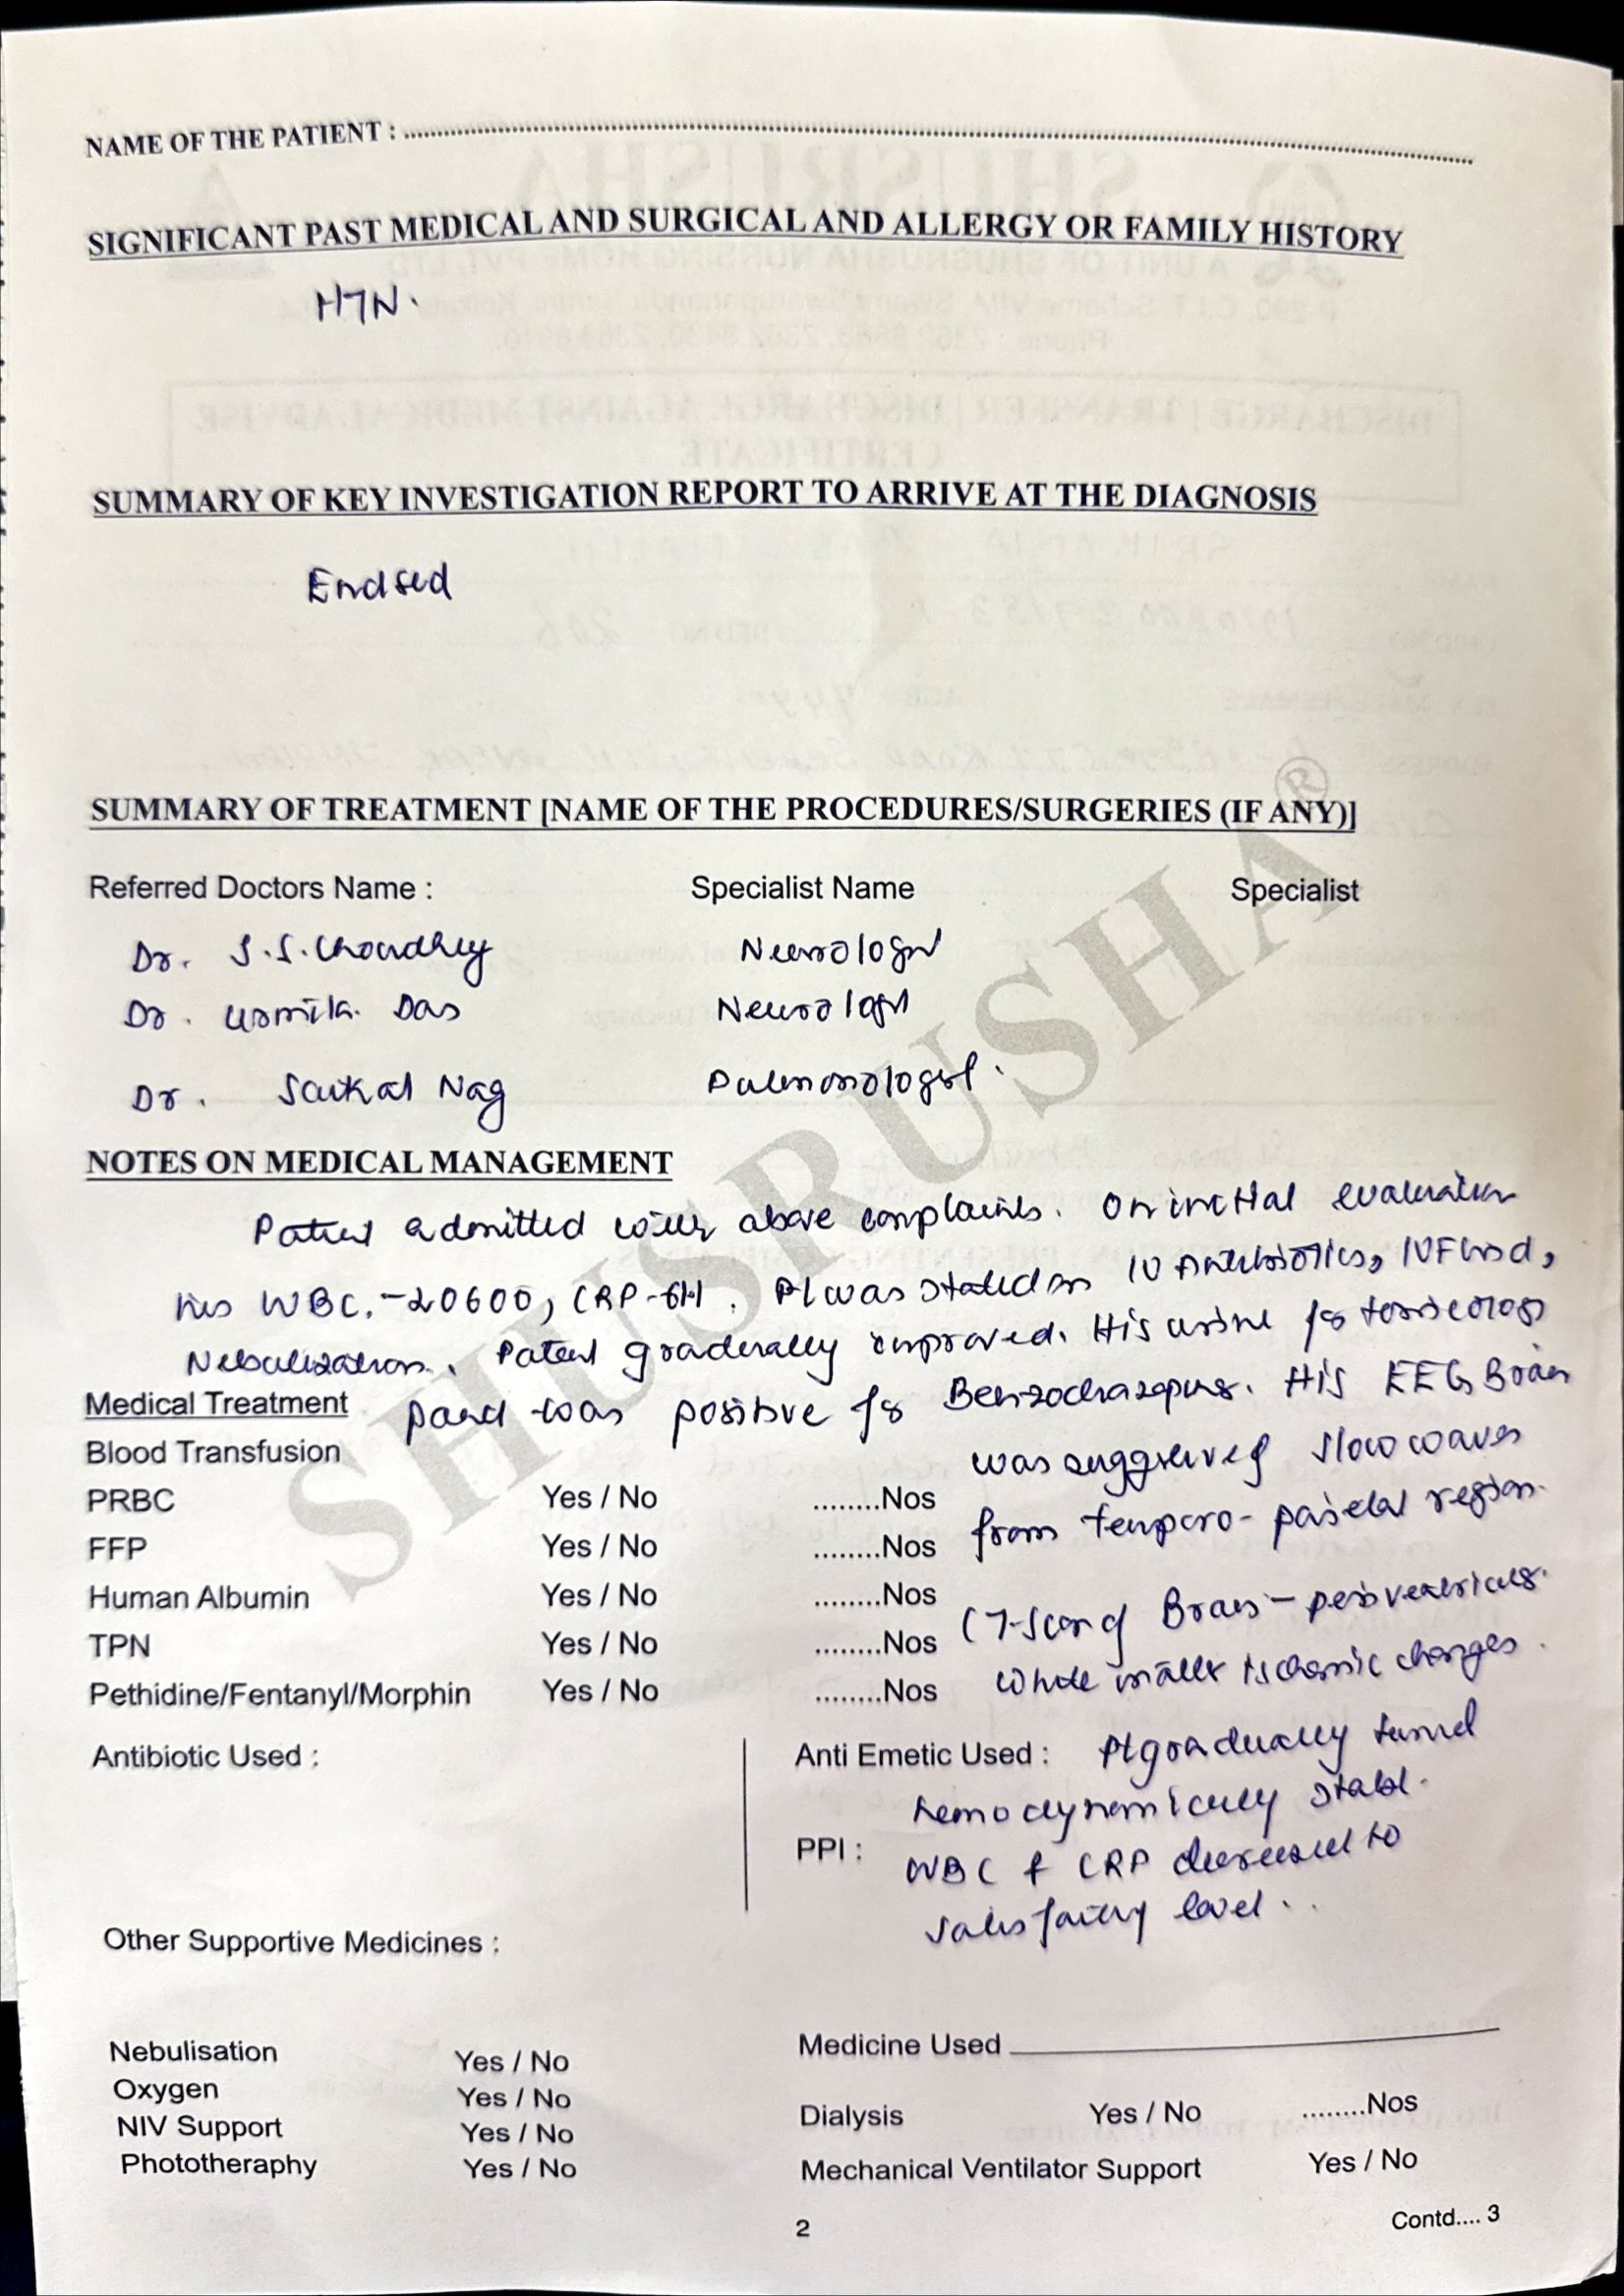 NAME OF THE PATIENT :
SIGNIFICANT PAST MEDICAL AND SURGICAL AND ALLERGY OR FAMILY HISTORY
HTN.
SUMMARY OF KEY INVESTIGATION REPORT TO ARRIVE AT THE DIAGNOSIS
SUMMARY OF TREATMENT [NAME OF THE PROCEDURES/SURGERIES (IF ANY)]
Referred Doctors Name : Specialist Name Specialist
Dr. S.S. Neurologist
Dr. Urmila Das Neurologist
Dr. Saikat Nag Pulmonologist.
NOTES ON MEDICAL MANAGEMENT
Patient admitted with above complaints. On initial evaluation
his WBC.-20600, CRP- Pt was started on IV Antibiotics, IV Fluid,
Nebulization. Patient gradually improved. His urine for toxicology
Medical Treatment panel was positive for Benzodiazepines. His EEG Brain
Blood Transfusion was suggestive of slow waves
PRBC Yes / No ........Nos
from temporo-parietal region.
FFP Yes / No ........Nos
Human Albumin Yes / No ........Nos
CT-Scan of Brain - periventricular
TPN Yes / No ........Nos
white matter ischemic changes.
Pethidine/Fentanyl/Morphin Yes / No ........Nos
Antibiotic Used :
Anti Emetic Used : Pt gradually turned
hemodynamically stable.
PPI : WBC & CRP decreased to
satisfactory level.
Other Supportive Medicines :
Nebulisation Yes / No
Medicine Used
Oxygen Yes / No
NIV Support Yes / No
Dialysis Yes / No ........Nos
Phototheraphy Yes / No
Mechanical Ventilator Support Yes / No
2
Contd.... 3
SHUSRUSHA®